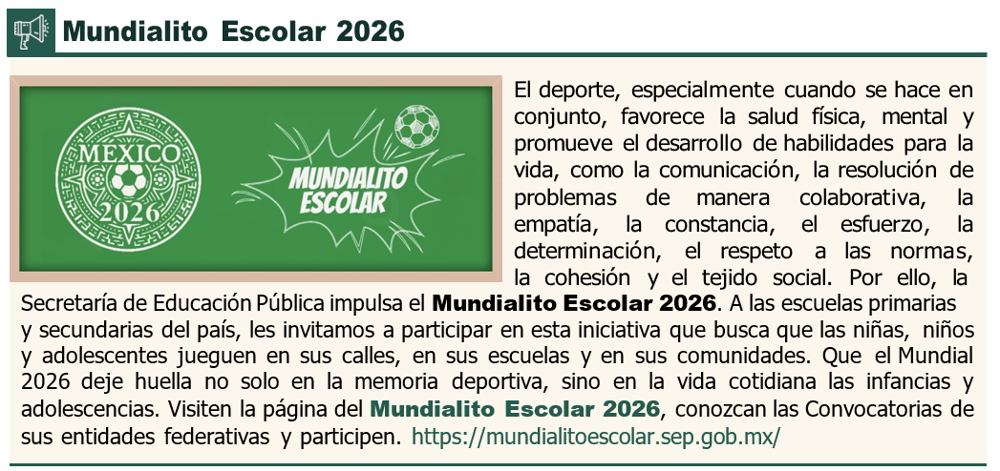 Mundialito Escolar 2026
MEXICO
2026
MUNDIALITO
ESCOLAR
El deporte, especialmente cuando se hace en
conjunto, favorece la salud física, mental y
promueve el desarrollo de habilidades para la
vida, como la comunicación, la resolución de
problemas de manera colaborativa, la
empatía, la constancia, el esfuerzo, la
determinación, el respeto a las normas,
la cohesión y el tejido social. Por ello, la
Secretaría de Educación Pública impulsa el Mundialito Escolar 2026. A las escuelas primarias
y secundarias del país, les invitamos a participar en esta iniciativa que busca que las niñas, niños
y adolescentes jueguen en sus calles, en sus escuelas y en sus comunidades. Que el Mundial
2026 deje huella no solo en la memoria deportiva, sino en la vida cotidiana las infancias y
adolescencias. Visiten la página del Mundialito Escolar 2026, conozcan las Convocatorias de
sus entidades federativas y participen. https://mundialitoescolar.sep.gob.mx/